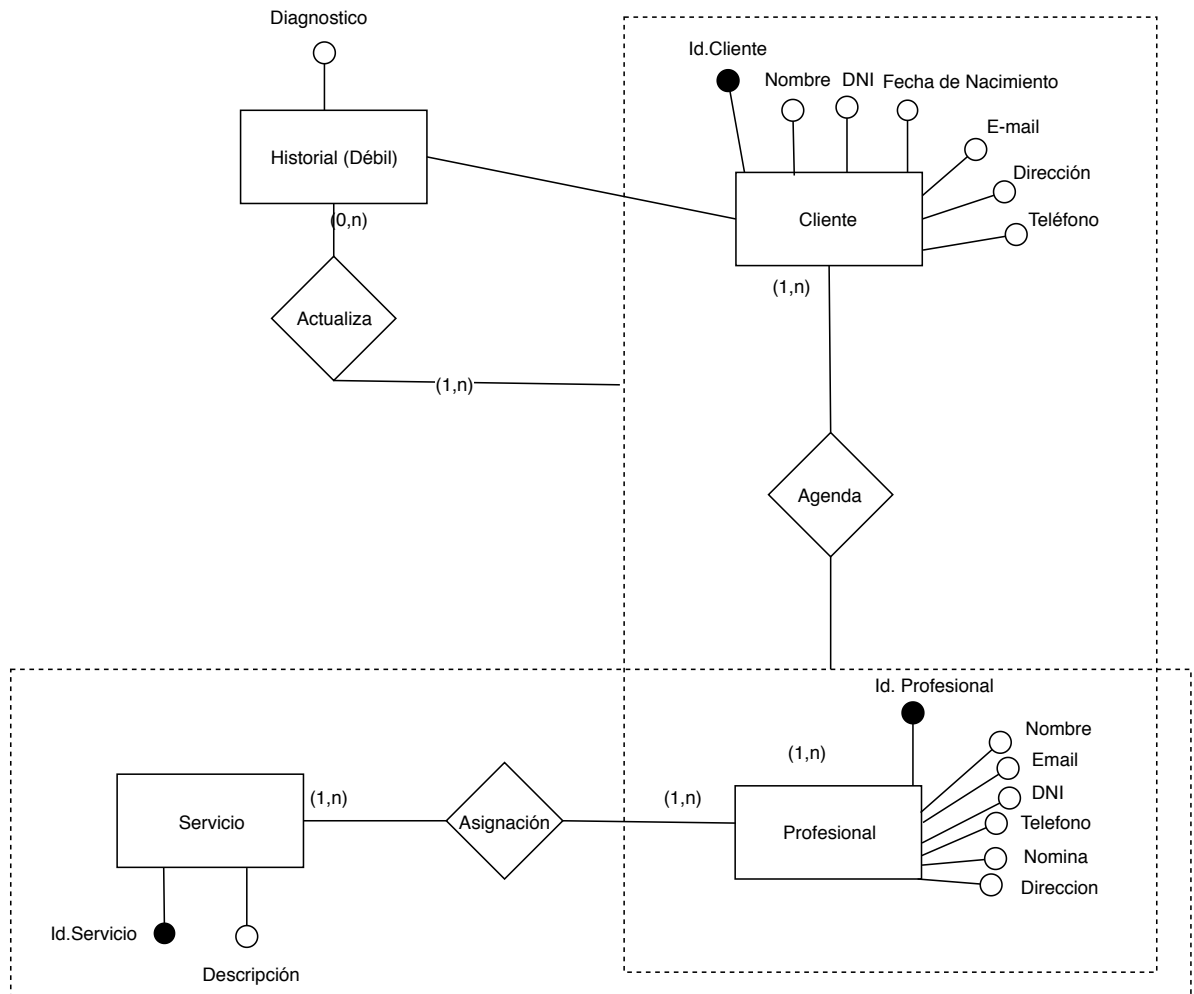 Diagnostico
Id.Cliente
Nombre
DNI
Fecha de Nacimiento
E-mail
Dirección
Teléfono
Historial (Débil)
Cliente
(0,n)
(1,n)
Actualiza
(1,n)
Agenda
Id. Profesional
Nombre
(1,n)
Email
DNI
(1,n)
(1,n)
Servicio
Asignación
Profesional
Telefono
Nomina
Direccion
Id.Servicio
Descripción